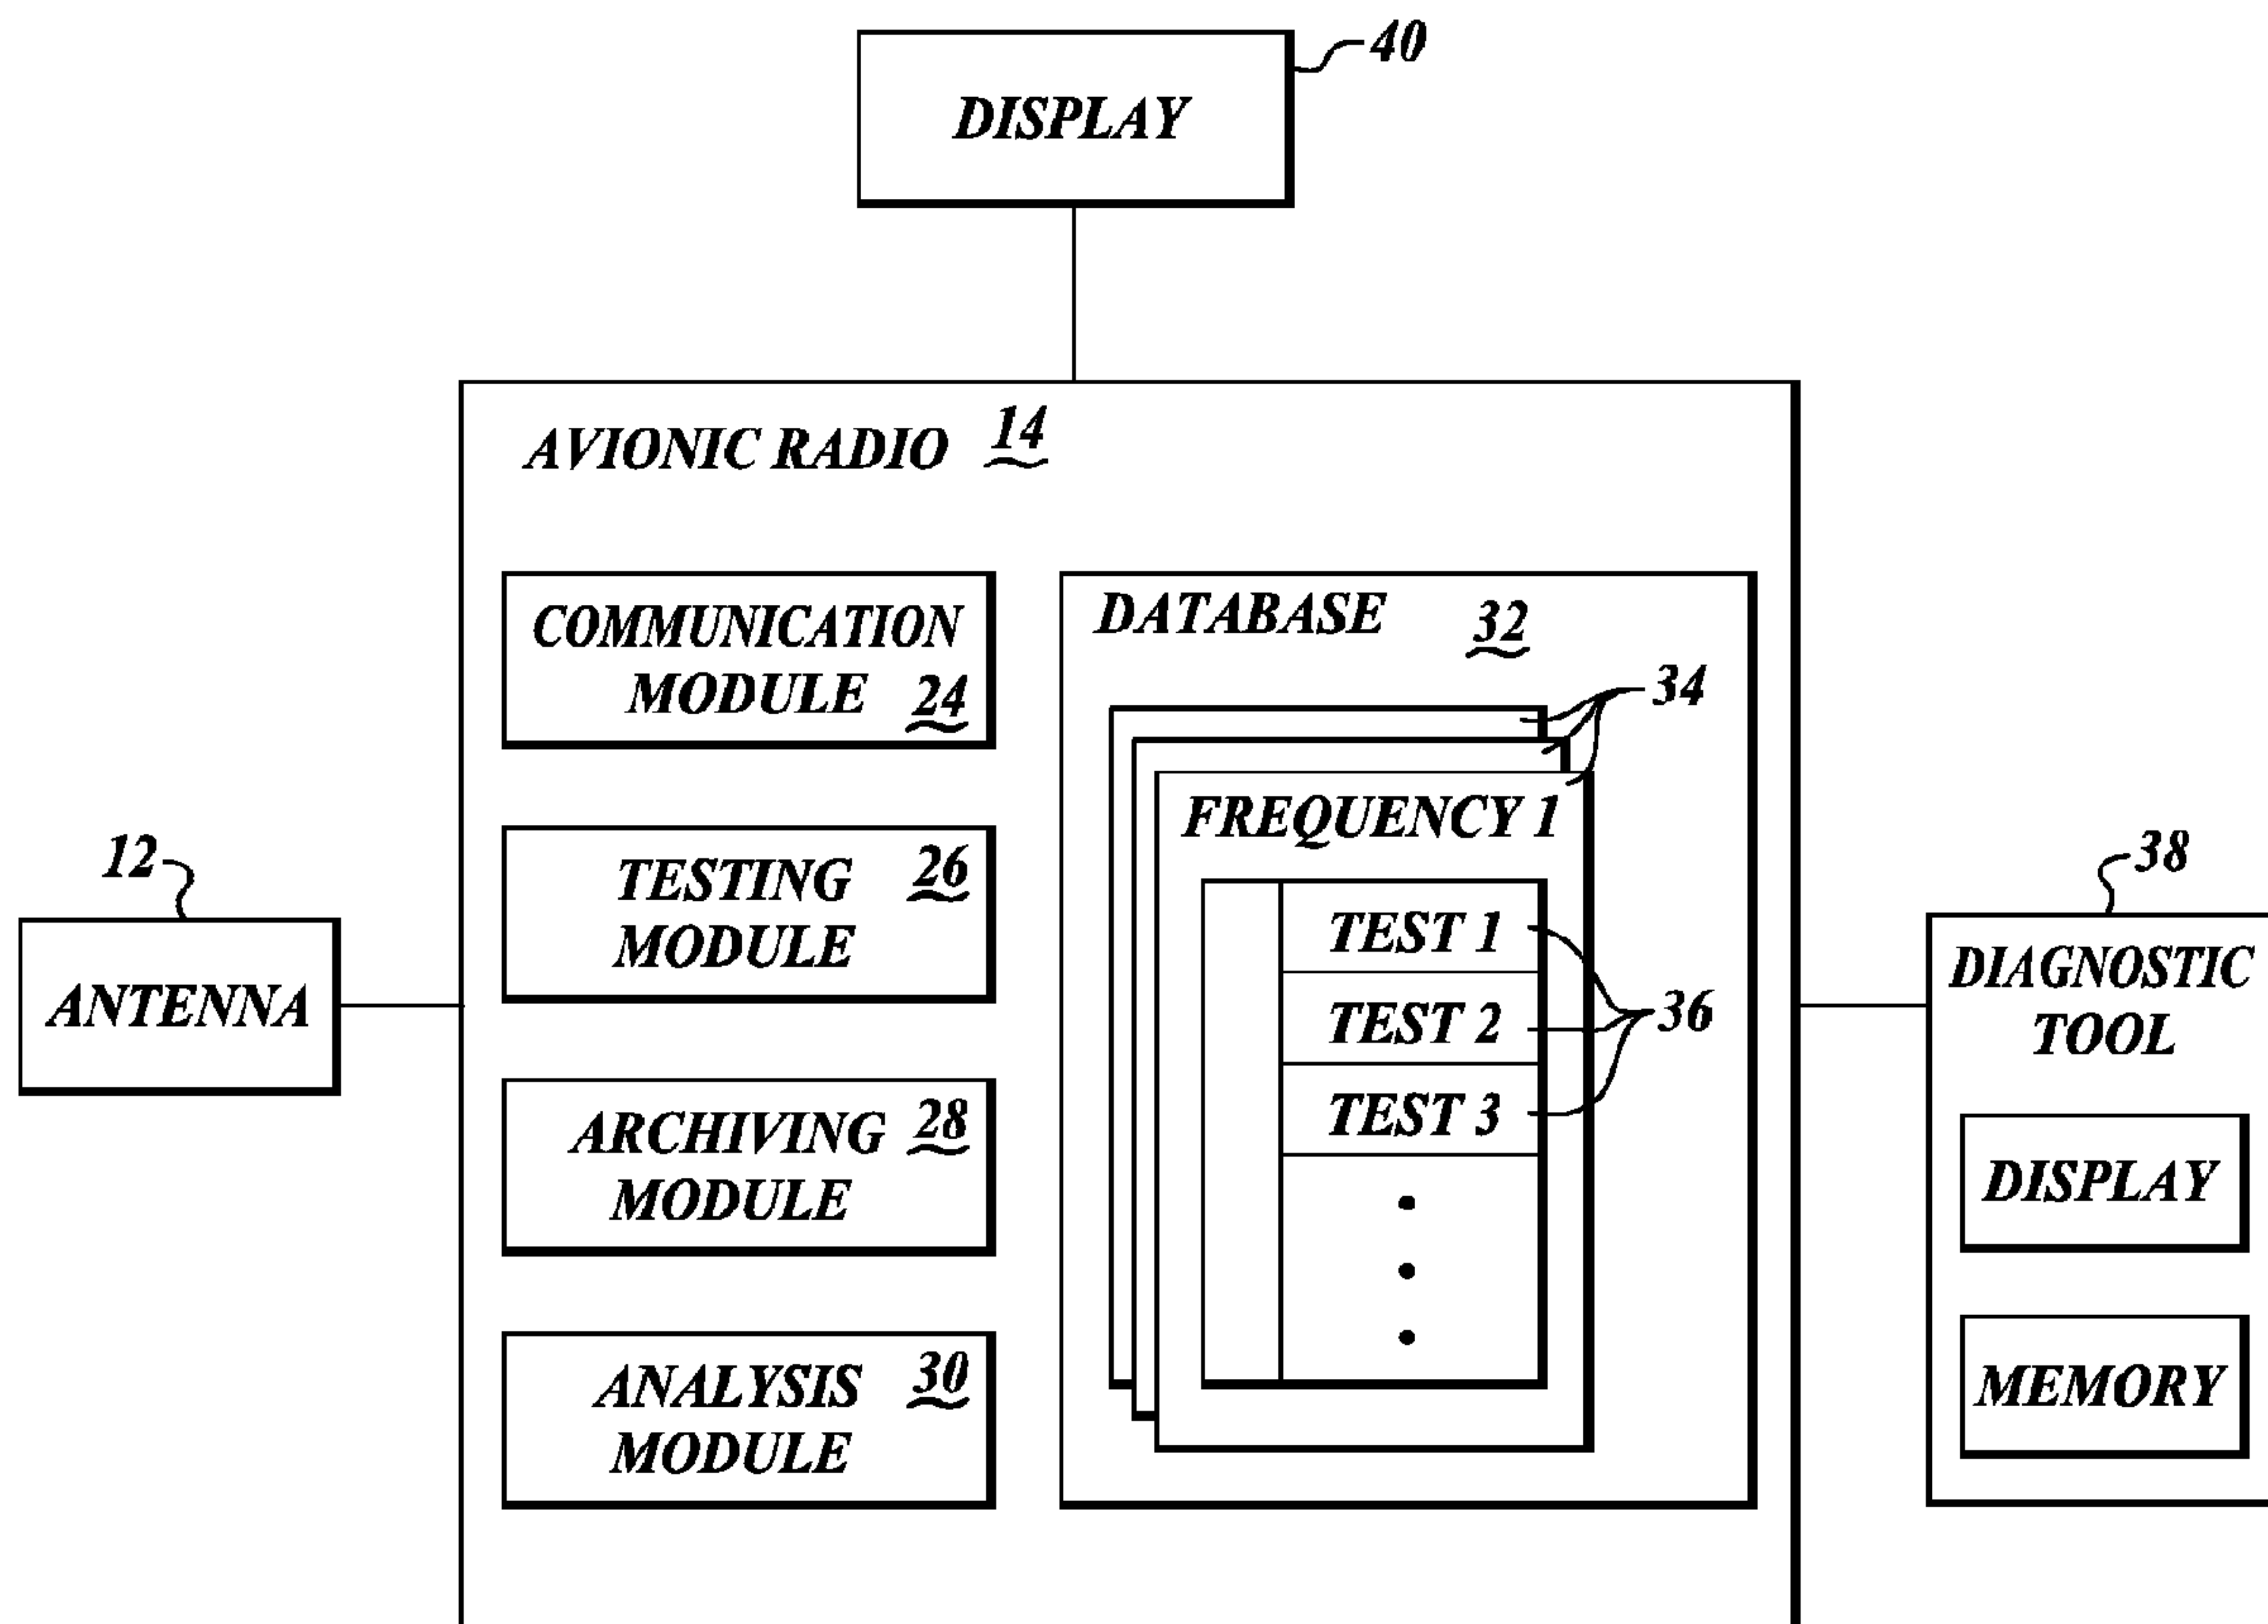 40
DISPLAY
AVIONIC RADIO 14
COMMUNICATION
MODULE 24
TESTING 26
MODULE
ARCHIVING 28
MODULE
ANALYSIS 30
MODULE
DATABASE 32
34
FREQUENCY 1
TEST 1
TEST 2
TEST 3
36
12
ANTENNA
38
DIAGNOSTIC
TOOL
DISPLAY
MEMORY